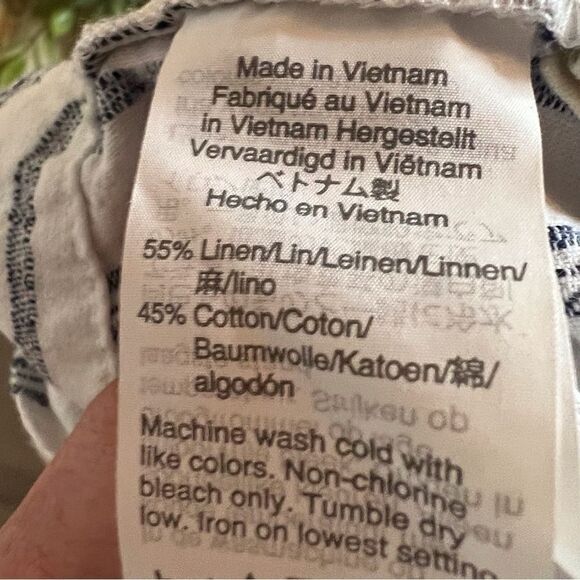 Made in Vietnam
Fabriqué au Vietnam
in Vietnam Hergestellt
Vervaardigd in Viëtnam
ベトナム製
Hecho en Vietnam
55% Linen/Lin/Leinen/Linnen/
麻/lino
45% Cotton/Coton/
Baumwolle/Katoen/綿/
algodón
Machine wash cold with
like colors. Non-chlorine
bleach only. Tumble dry
low. Iron on lowest setting